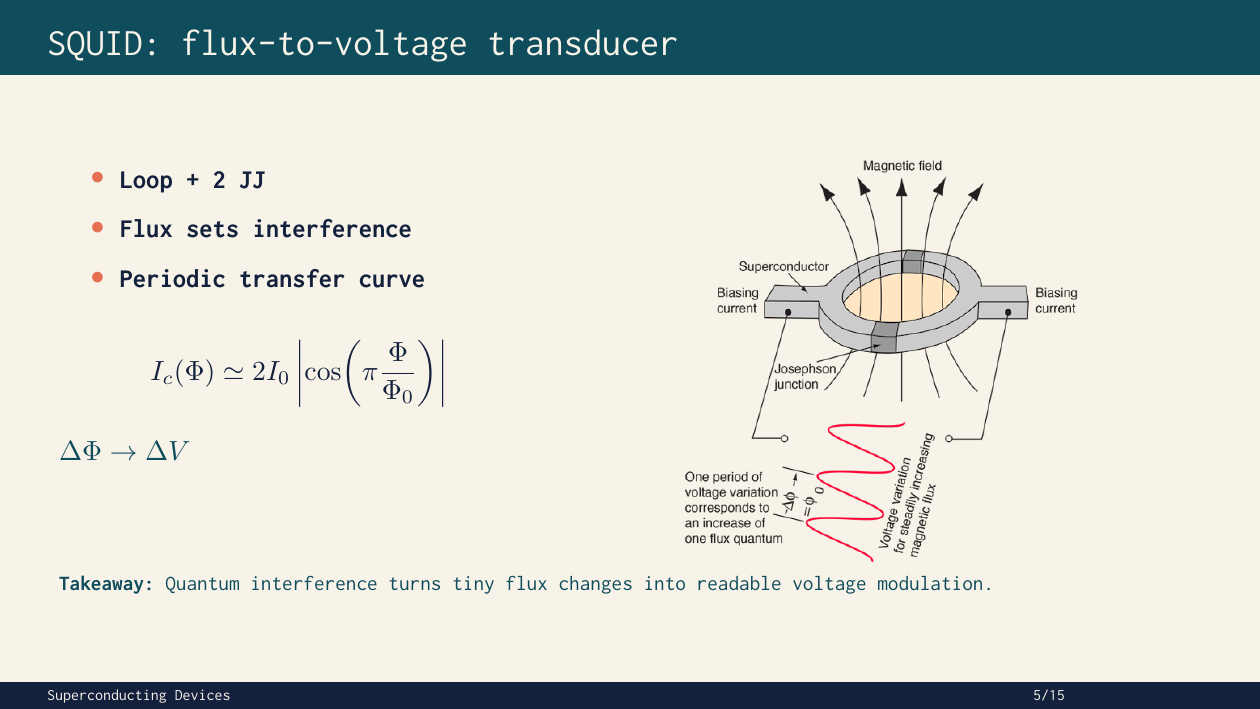 SQUID: flux-to-voltage transducer
Loop + 2 JJ
Flux sets interference
Periodic transfer curve
I_c(Φ) ≃ 2I_0 |cos(π Φ/Φ_0)|
ΔΦ → ΔV
Magnetic field
Superconductor
Biasing
current
Biasing
current
Josephson
junction
One period of
voltage variation
corresponds to
an increase of
one flux quantum
Δϕ
=ϕ 0
Voltage variation
for steadily increasing
magnetic flux
Takeaway: Quantum interference turns tiny flux changes into readable voltage modulation.
Superconducting Devices
5/15